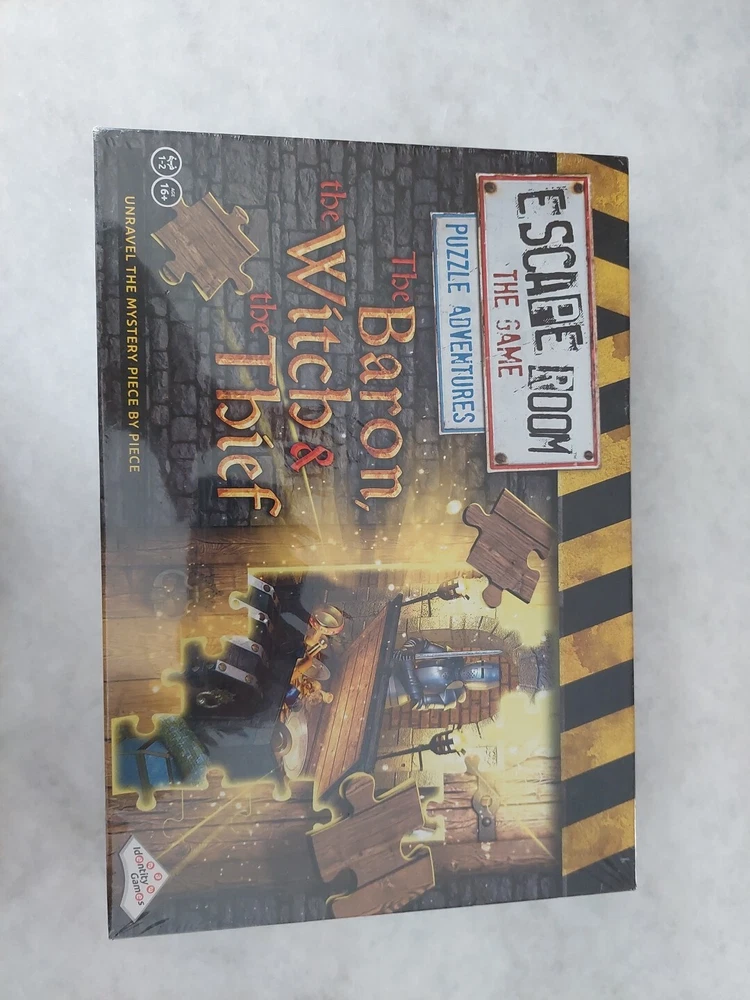 ESCAPE ROOM
THE GAME
PUZZLE ADVENTURES
The Baron,
the Witch &
the Thief
1-2
AGE
16+
UNRAVEL THE MYSTERY PIECE BY PIECE
Identity
Games